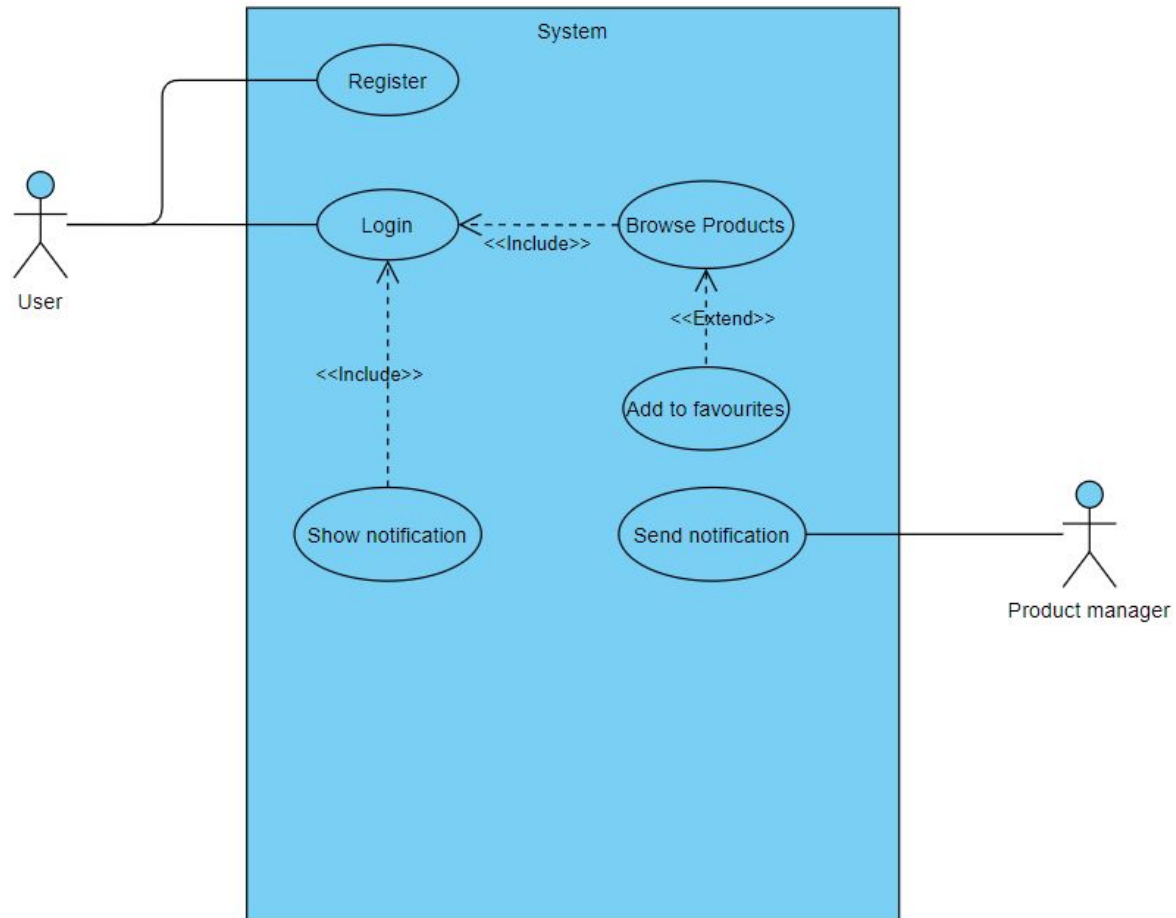 System
Register
Login
<<Include>>
Browse Products
User
<<Extend>>
<<Include>>
Add to favourites
Show notification
Send notification
Product manager